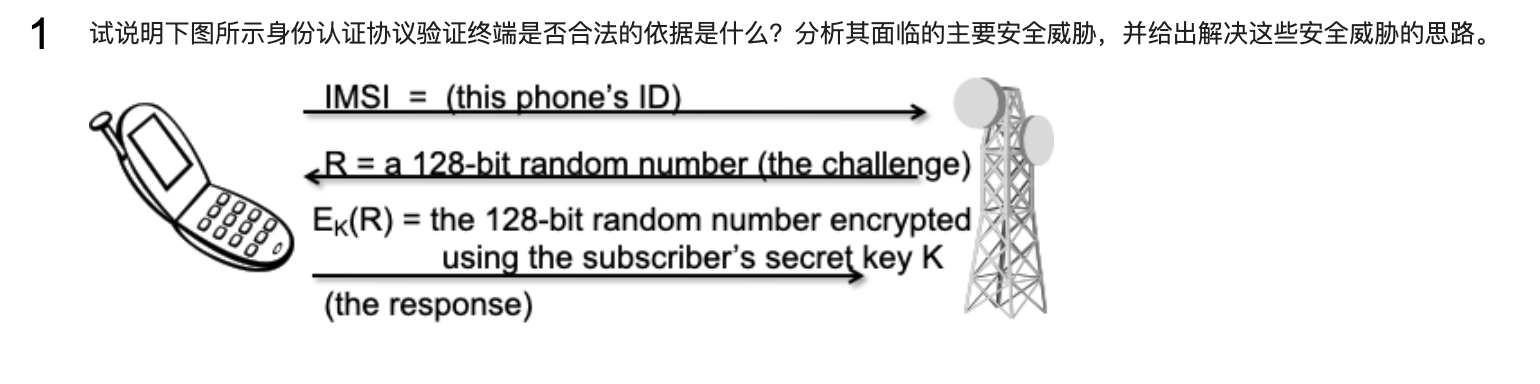 1 试说明下图所示身份认证协议验证终端是否合法的依据是什么？分析其面临的主要安全威胁，并给出解决这些安全威胁的思路。
IMSI = (this phone's ID)
R = a 128-bit random number (the challenge)
EK(R) = the 128-bit random number encrypted
using the subscriber's secret key K
(the response)